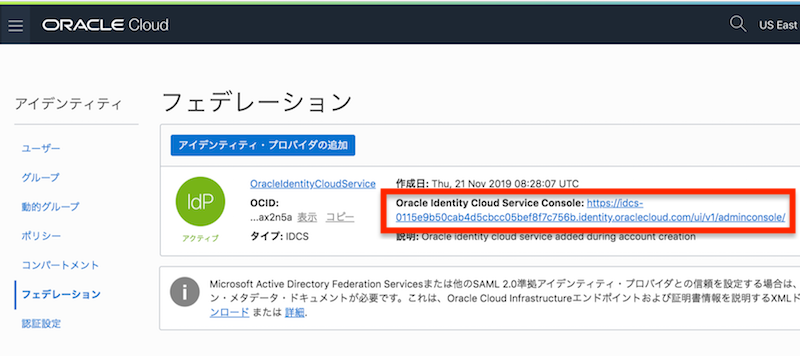 ORACLE Cloud
US East
アイデンティティ
ユーザー
グループ
動的グループ
ポリシー
コンパートメント
フェデレーション
認証設定
フェデレーション
アイデンティティ・プロバイダの追加
IdP
アクティブ
OracleIdentityCloudService
OCID:
...ax2n5a 表示 コピー
タイプ: IDCS
作成日: Thu, 21 Nov 2019 08:28:07 UTC
Oracle Identity Cloud Service Console: https://idcs-
0115e9b50cab4d5cbcc05bef8f7c756b.identity.oraclecloud.com/ui/v1/adminconsole/
説明: Oracle identity cloud service added during account creation
Microsoft Active Directory Federation Servicesまたは他のSAML 2.0準拠アイデンティティ・プロバイダとの信頼を設定する場合は、
ン・メタデータ・ドキュメントが必要です。これは、Oracle Cloud Infrastructureエンドポイントおよび証明書情報を説明するXMLド
ンロード または 詳細.